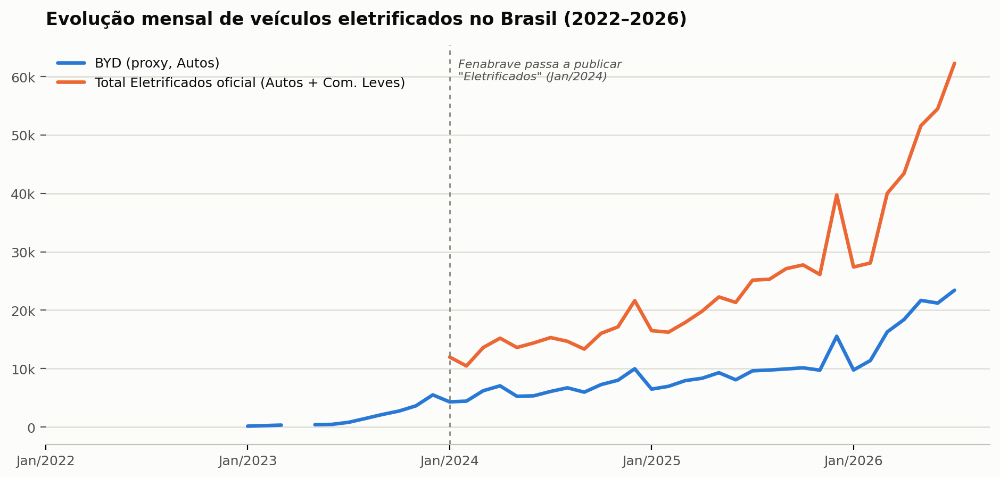 Evolução mensal de veículos eletrificados no Brasil (2022–2026)
BYD (proxy, Autos)
Total Eletrificados oficial (Autos + Com. Leves)
Fenabrave passa a publicar
"Eletrificados" (Jan/2024)
60k
50k
40k
30k
20k
10k
0
Jan/2022
Jan/2023
Jan/2024
Jan/2025
Jan/2026